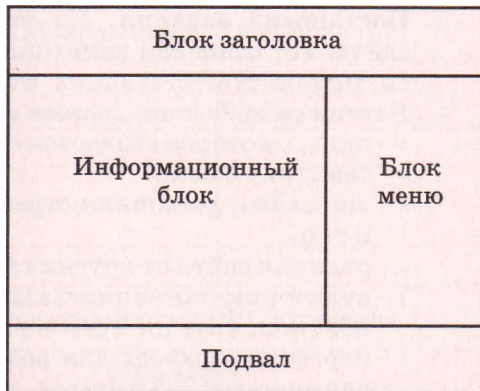 Блок заголовка
Информационный
блок
Блок
меню
Подвал